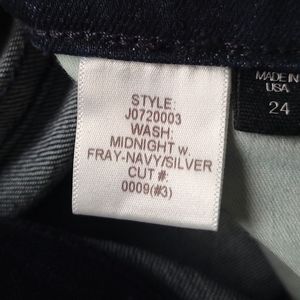 STYLE:
J0720003
WASH:
MIDNIGHT w.
FRAY-NAVY/SILVER
CUT #:
0009(#3)
MADE IN
USA
24